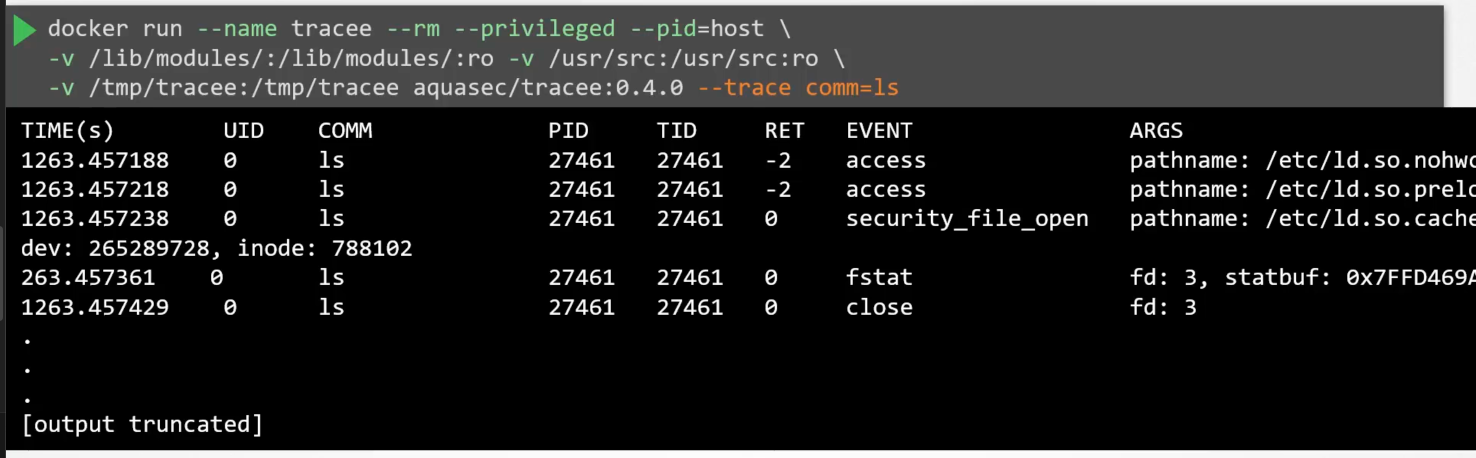 docker run --name tracee --rm --privileged --pid=host \
-v /lib/modules/:/lib/modules/:ro -v /usr/src:/usr/src:ro \
-v /tmp/tracee:/tmp/tracee aquasec/tracee:0.4.0 --trace comm=ls
TIME(s) UID COMM PID TID RET EVENT ARGS
1263.457188 0 ls 27461 27461 -2 access pathname: /etc/ld.so.nohwc
1263.457218 0 ls 27461 27461 -2 access pathname: /etc/ld.so.prelo
1263.457238 0 ls 27461 27461 0 security_file_open pathname: /etc/ld.so.cache
dev: 265289728, inode: 788102
263.457361 0 ls 27461 27461 0 fstat fd: 3, statbuf: 0x7FFD469A
1263.457429 0 ls 27461 27461 0 close fd: 3
.
.
.
[output truncated]